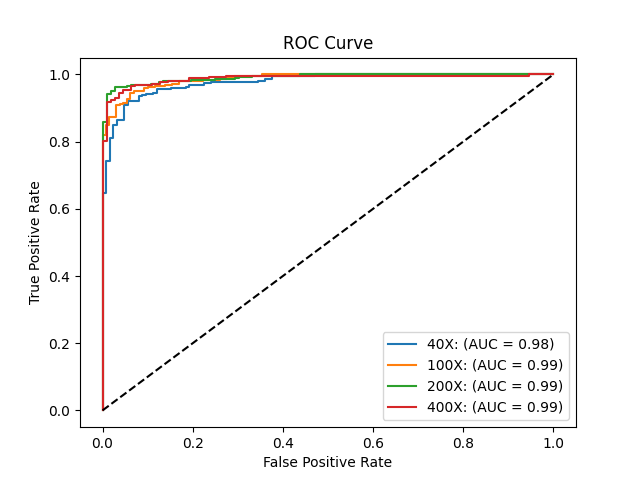 ROC Curve
True Positive Rate
1.0
0.8
0.6
0.4
0.2
0.0
40X: (AUC = 0.98)
100X: (AUC = 0.99)
200X: (AUC = 0.99)
400X: (AUC = 0.99)
0.0 0.2 0.4 0.6 0.8 1.0
False Positive Rate